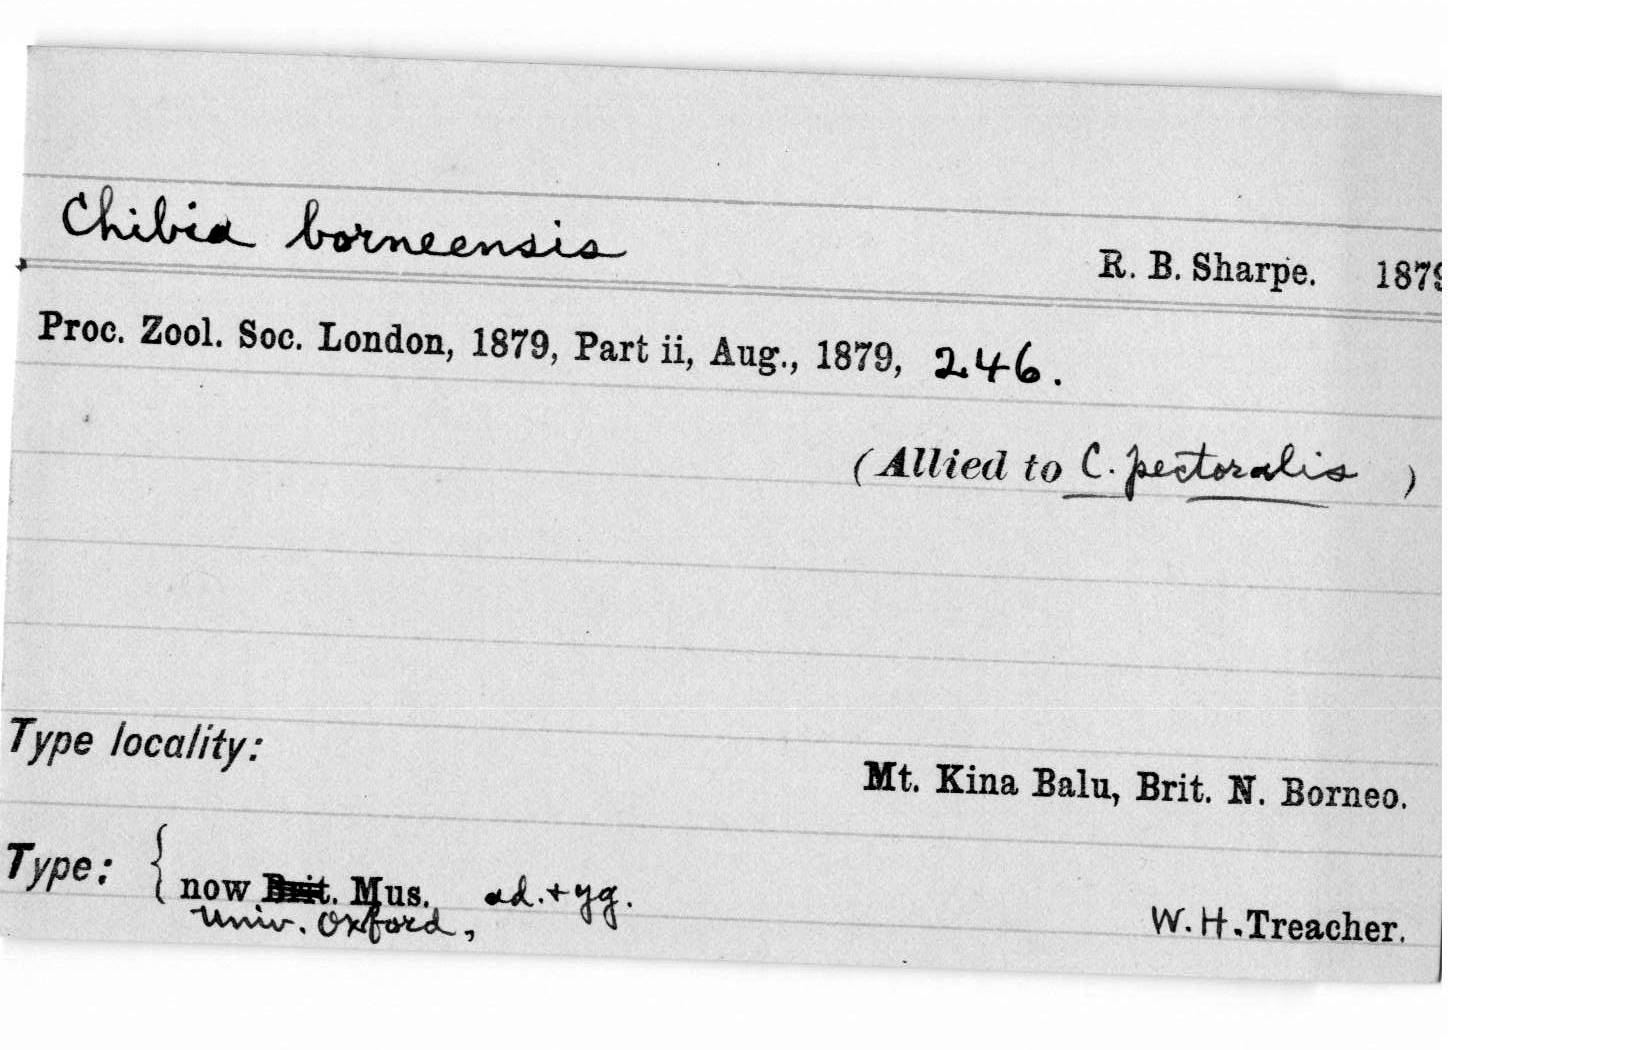 Chibia borneensis
R. B. Sharpe. 1879
Proc. Zool. Soc. London, 1879, Part ii, Aug., 1879, 246.
(Allied to C. pectoralis )
Type locality:
Mt. Kina Balu, Brit. N. Borneo.
Type: { now Brit. Mus. ad. + yg.
Univ. Oxford,
W. H. Treacher.